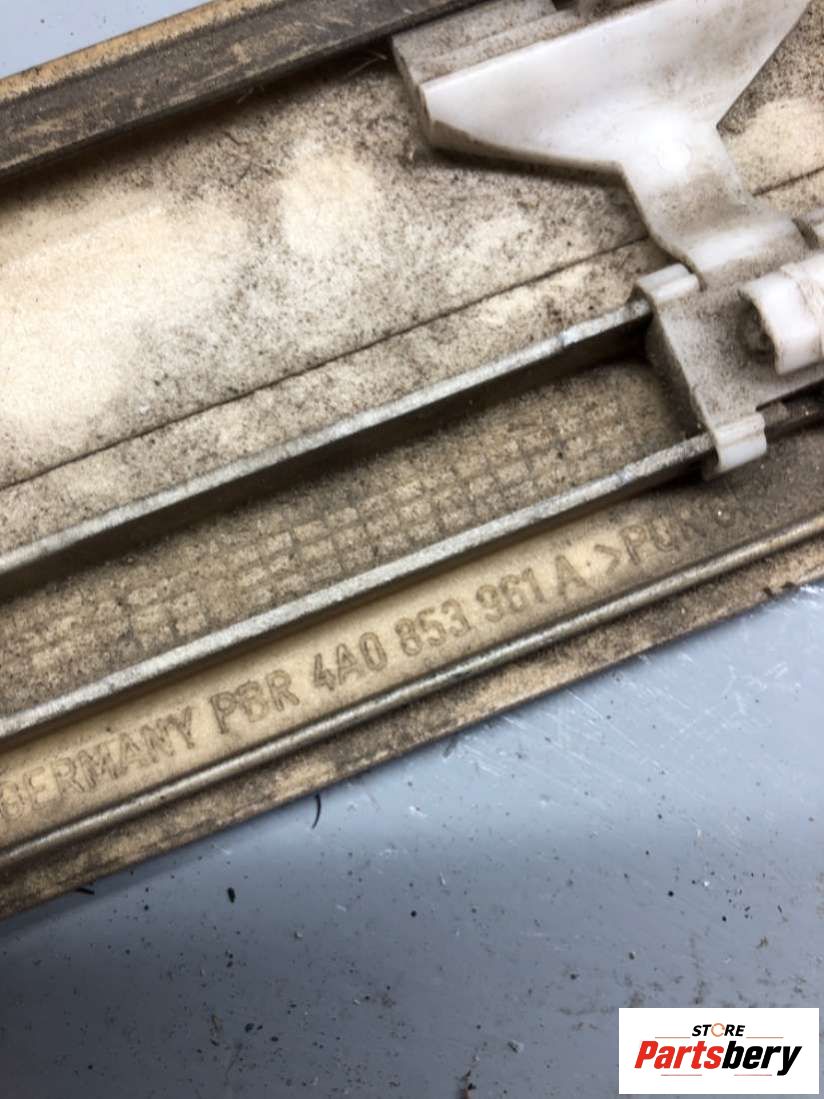 GERMANY PBR 4A0 853 961 A >PUR
STORE
Partsbery